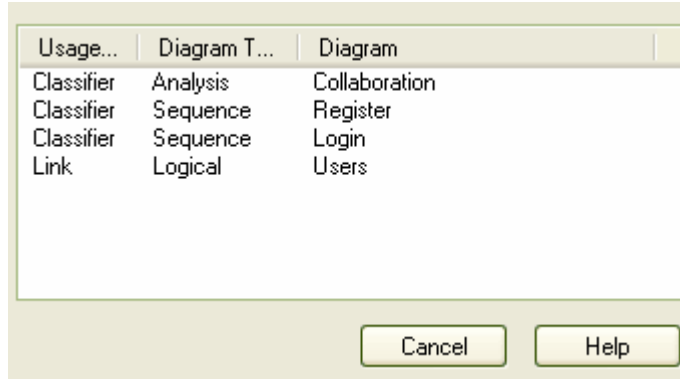 Usage... Diagram T... Diagram
Classifier Analysis Collaboration
Classifier Sequence Register
Classifier Sequence Login
Link Logical Users
Cancel Help